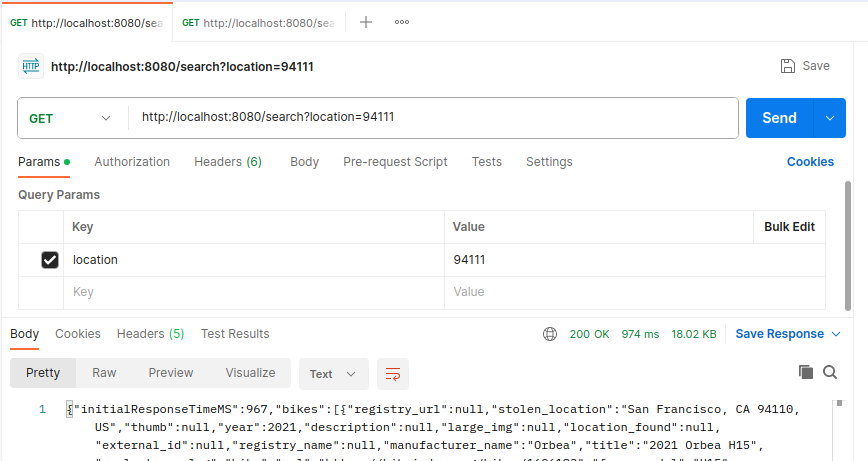 GET http://localhost:8080/sea GET http://localhost:8080/sea
HTTP http://localhost:8080/search?location=94111 Save
GET http://localhost:8080/search?location=94111 Send
Params Authorization Headers (6) Body Pre-request Script Tests Settings Cookies
Query Params
Key Value Bulk Edit
location 94111
Key Value
Body Cookies Headers (5) Test Results 200 OK 974 ms 18.02 KB Save Response
Pretty Raw Preview Visualize Text
1 {"initialResponseTimeMS":967,"bikes":[{"registry_url":null,"stolen_location":"San Francisco, CA 94110,
US","thumb":null,"year":2021,"description":null,"large_img":null,"location_found":null,
"external_id":null,"registry_name":null,"manufacturer_name":"Orbea","title":"2021 Orbea H15",